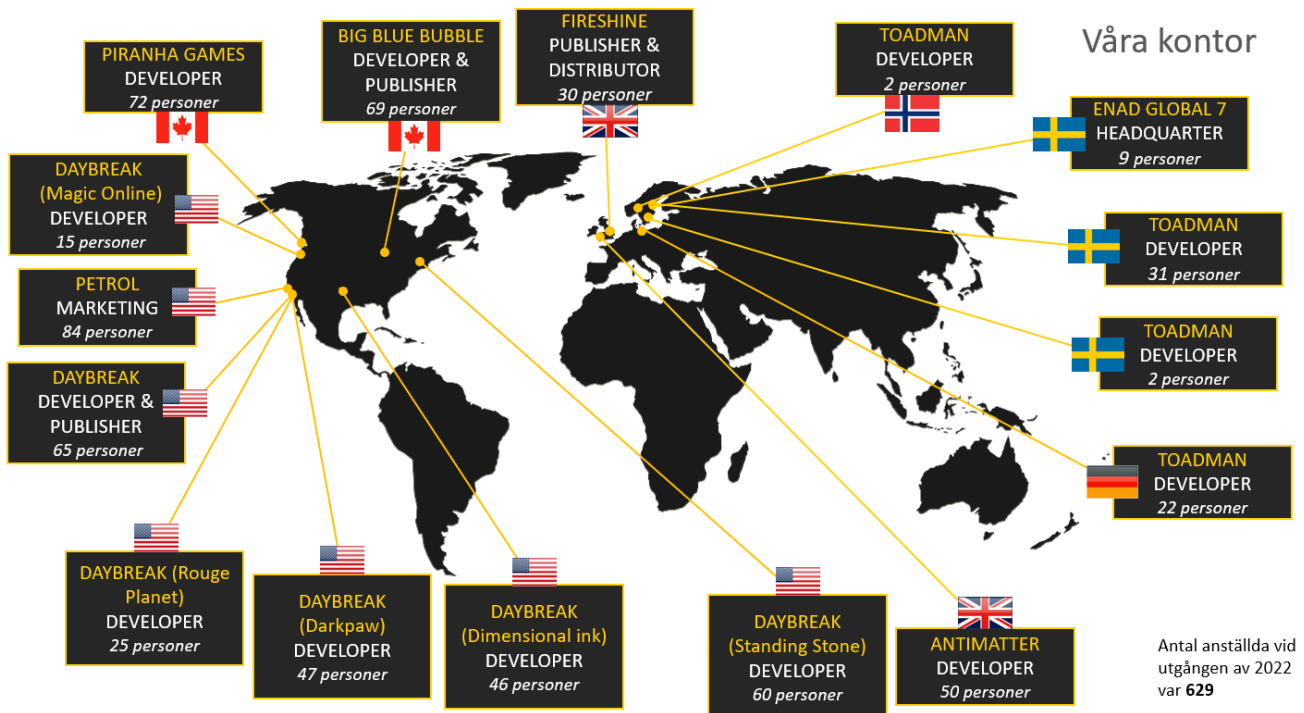 Våra kontor
PIRANHA GAMES
DEVELOPER
72 personer
BIG BLUE BUBBLE
DEVELOPER &
PUBLISHER
69 personer
FIRESHINE
PUBLISHER &
DISTRIBUTOR
30 personer
TOADMAN
DEVELOPER
2 personer
ENAD GLOBAL 7
HEADQUARTER
9 personer
DAYBREAK
(Magic Online)
DEVELOPER
15 personer
TOADMAN
DEVELOPER
31 personer
PETROL
MARKETING
84 personer
TOADMAN
DEVELOPER
2 personer
DAYBREAK
DEVELOPER &
PUBLISHER
65 personer
TOADMAN
DEVELOPER
22 personer
DAYBREAK (Rouge
Planet)
DEVELOPER
25 personer
DAYBREAK
(Darkpaw)
DEVELOPER
47 personer
DAYBREAK
(Dimensional ink)
DEVELOPER
46 personer
DAYBREAK
(Standing Stone)
DEVELOPER
60 personer
ANTIMATTER
DEVELOPER
50 personer
Antal anställda vid
utgången av 2022
var 629